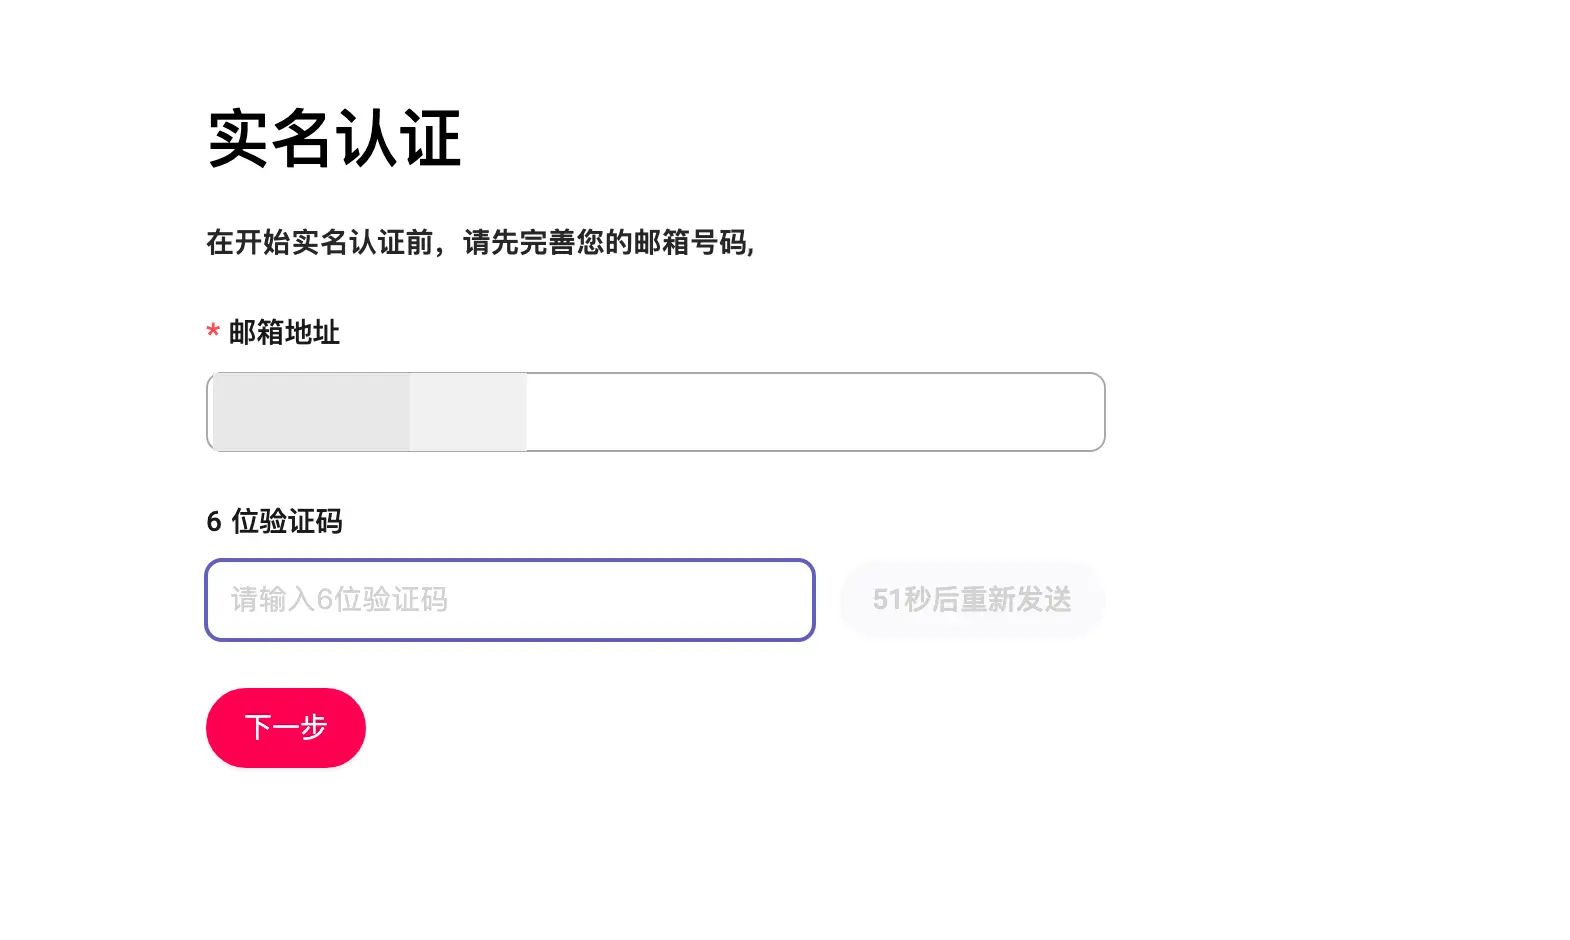 实名认证
在开始实名认证前，请先完善您的邮箱号码,
* 邮箱地址
6 位验证码
请输入6位验证码
51秒后重新发送
下一步